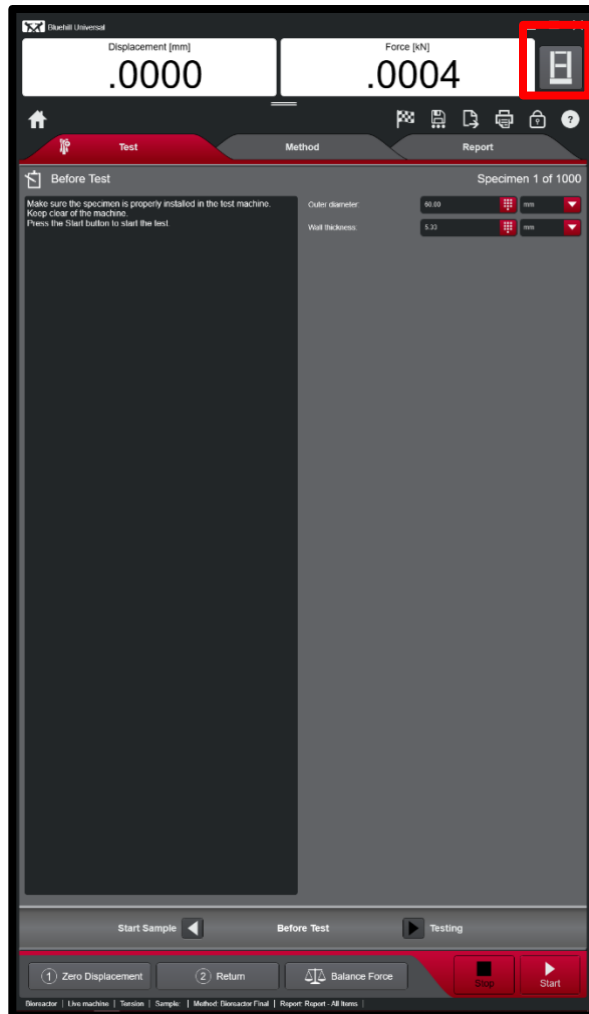 Bluehill Universal
Displacement [mm]
.0000
Force [kN]
.0004
Test
Method
Report
Before Test
Specimen 1 of 1000
Make sure the specimen is properly installed in the test machine.
Keep clear of the machine.
Press the Start button to start the test.
Outer diameter:
60.00
mm
Wall thickness:
5.33
mm
Start Sample
Before Test
Testing
1 Zero Displacement
2 Return
Balance Force
Stop
Start
Bioreactor | Live machine | Tension | Sample: | Method: Bioreactor Final | Report: Report - All Items |